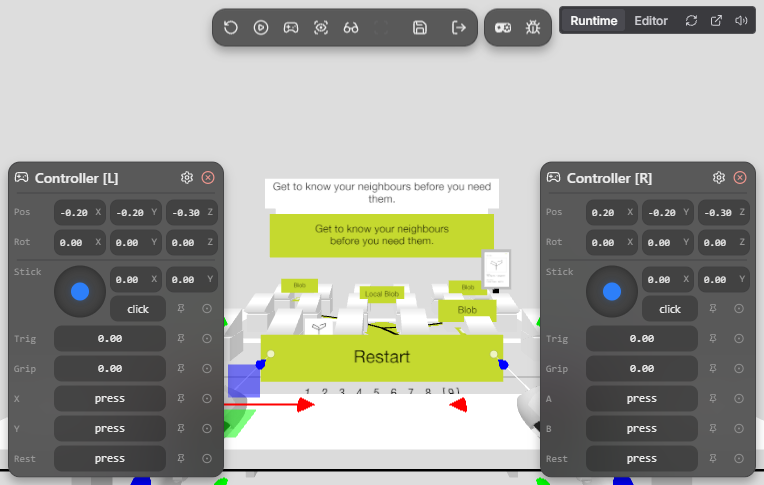 Runtime
Editor
Controller [L]
Pos
-0.20 X
-0.20 Y
-0.30 Z
Rot
0.00 X
0.00 Y
0.00 Z
Stick
0.00 X
0.00 Y
click
Trig
0.00
Grip
0.00
X
press
Y
press
Rest
press
Get to know your neighbours before you need
them.
Get to know your neighbours
before you need them.
Blob
Local Blob
Blob
Blob
Restart
1 2 3 4 5 6 7 8 [9]
Controller [R]
Pos
0.20 X
-0.20 Y
-0.30 Z
Rot
0.00 X
0.00 Y
0.00 Z
Stick
0.00 X
0.00 Y
click
Trig
0.00
Grip
0.00
A
press
B
press
Rest
press